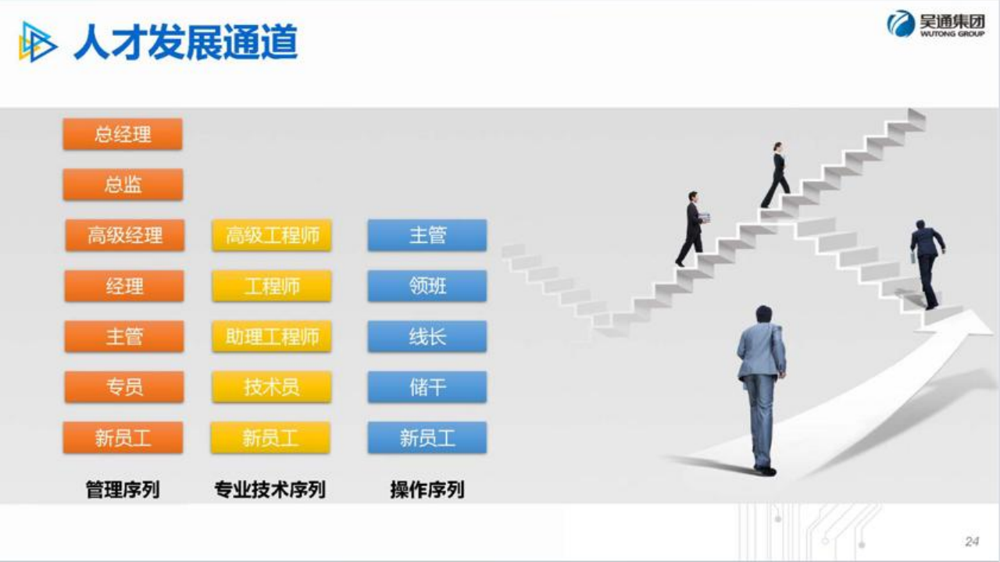 人才发展通道
吴通集团
WUTONG GROUP
总经理
总监
高级经理 高级工程师 主管
经理 工程师 领班
主管 助理工程师 线长
专员 技术员 储干
新员工 新员工 新员工
管理序列 专业技术序列 操作序列
24